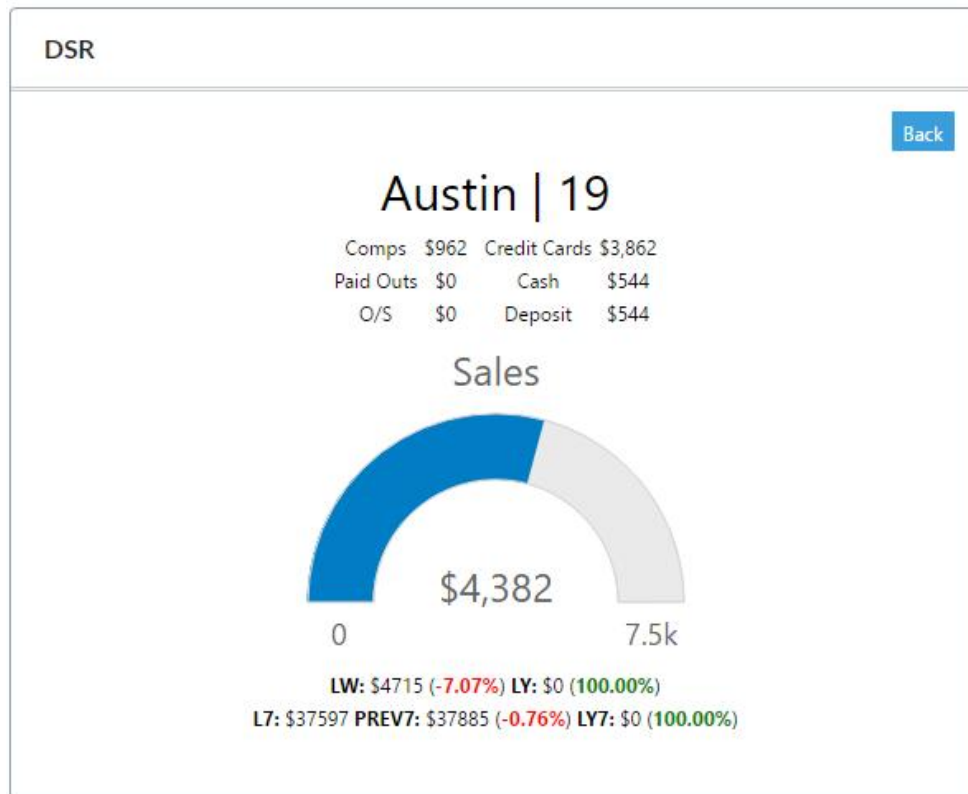 DSR
Back
Austin | 19
Comps $962 Credit Cards $3,862
Paid Outs $0 Cash $544
O/S $0 Deposit $544
Sales
$4,382
0 7.5k
LW: $4715 (-7.07%) LY: $0 (100.00%)
L7: $37597 PREV7: $37885 (-0.76%) LY7: $0 (100.00%)